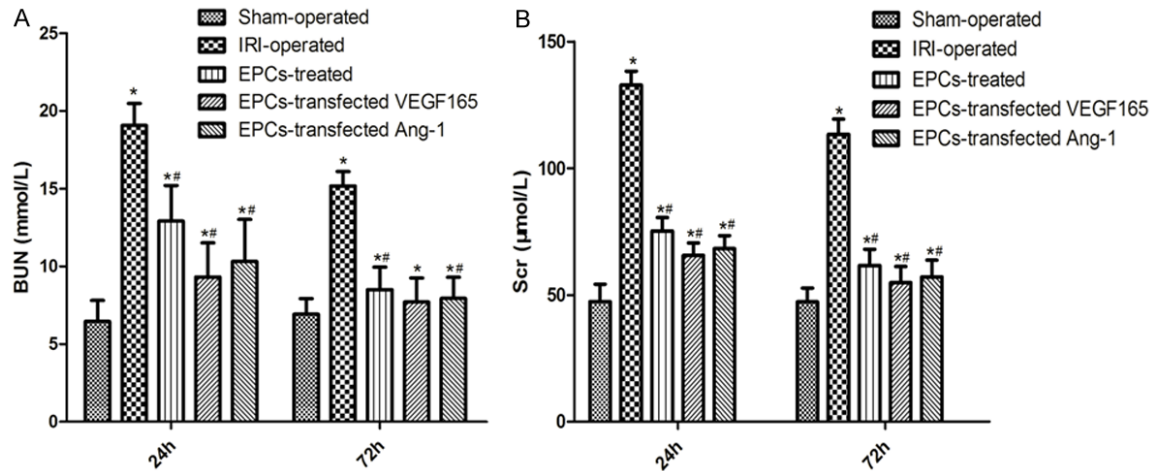 A
Sham-operated
IRI-operated
EPCs-treated
EPCs-transfected VEGF165
EPCs-transfected Ang-1
BUN (mmol/L)
25
20
15
10
5
0
*
*#
*#
*#
*
*#
*
*#
24h
72h
B
Sham-operated
IRI-operated
EPCs-treated
EPCs-transfected VEGF165
EPCs-transfected Ang-1
Scr (µmol/L)
150
100
50
0
*
*#
*#
*#
*
*#
*#
*#
24h
72h